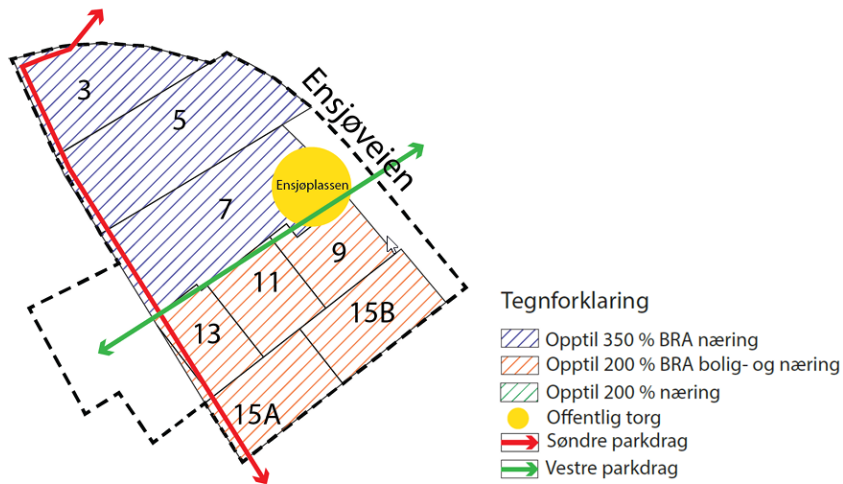 3
5
Ensjøveien
Ensjøplassen
7
9
11
15B
13
15A
Tegnforklaring
Opptil 350 % BRA næring
Opptil 200 % BRA bolig- og næring
Opptil 200 % næring
Offentlig torg
Søndre parkdrag
Vestre parkdrag